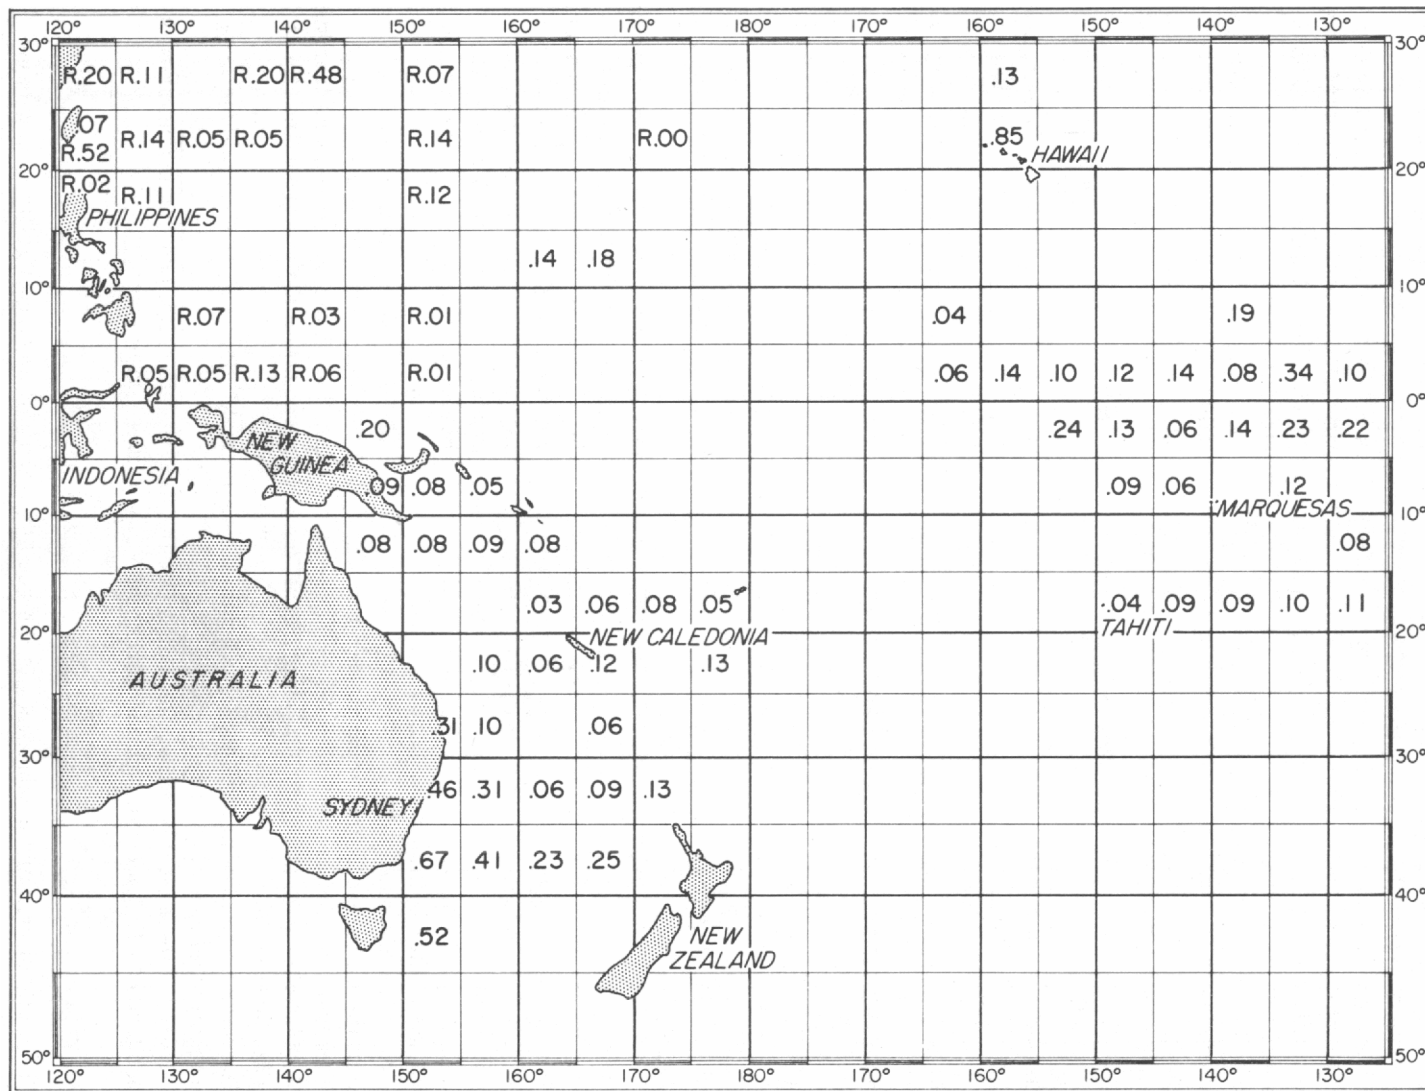 120° 130° 140° 150° 160° 170° 180° 170° 160° 150° 140° 130°
30° 30°
R.20 R.11 R.20 R.48 R.07 .13
.07
R.14 R.05 R.05 R.14 R.00 .85
R.52
HAWAII
20° 20°
R.02
R.11 R.12
PHILIPPINES
.14 .18
10° 10°
R.07 R.03 R.01 .04 .19
R.05 R.05 R.13 R.06 R.01 .06 .14 .10 .12 .14 .08 .34 .10
0° 0°
.20 .24 .13 .06 .14 .23 .22
NEW
GUINEA
INDONESIA
.09 .08 .05 .09 .06 .12
MARQUESAS
10° 10°
.08 .08 .09 .08 .08
.03 .06 .08 .05 .04 .09 .09 .10 .11
TAHITI
NEW CALEDONIA
20° 20°
.10 .06 .12 .13
AUSTRALIA
.31 .10 .06
30° 30°
.46 .31 .06 .09 .13
SYDNEY
.67 .41 .23 .25
40° 40°
.52
NEW
ZEALAND
50° 50°
120° 130° 140° 150° 160° 170° 180° 170° 160° 150° 140° 130°